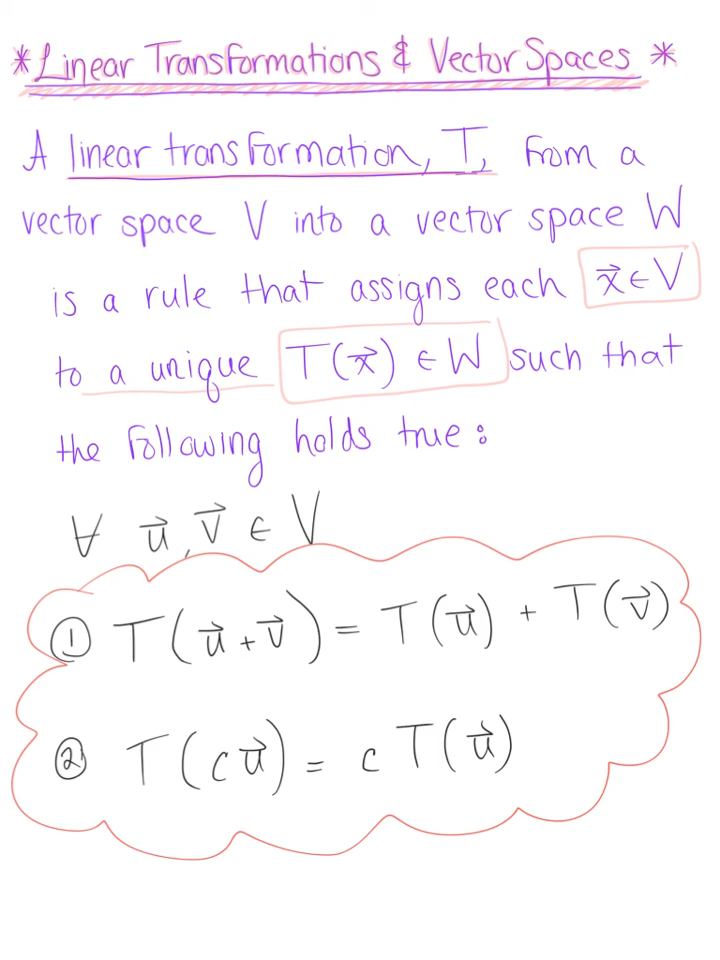 *Linear Transformations & Vector Spaces *
A linear transformation, T, from a
vector space V into a vector space W
is a rule that assigns each x⃗ ∈ V
to a unique T(x⃗) ∈ W such that
the following holds true:
∀ u⃗, v⃗ ∈ V
① T(u⃗ + v⃗) = T(u⃗) + T(v⃗)
② T(cu⃗) = c T(u⃗)